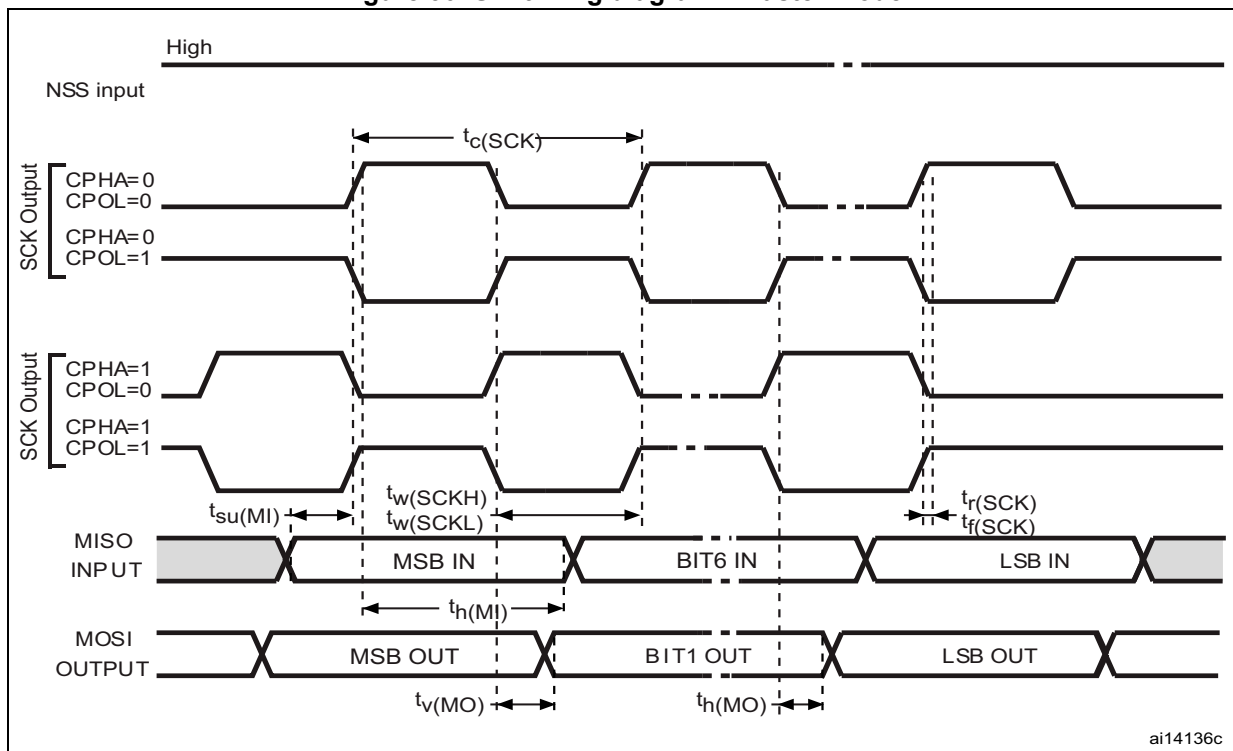 High
NSS input
tc(SCK)
SCK Output
CPHA=0
CPOL=0
CPHA=0
CPOL=1
SCK Output
CPHA=1
CPOL=0
CPHA=1
CPOL=1
tw(SCKH)
tw(SCKL)
tr(SCK)
tf(SCK)
tsu(MI)
MISO
INPUT
MSB IN
BIT6 IN
LSB IN
th(MI)
MOSI
OUTPUT
MSB OUT
BIT1 OUT
LSB OUT
tv(MO)
th(MO)
ai14136c